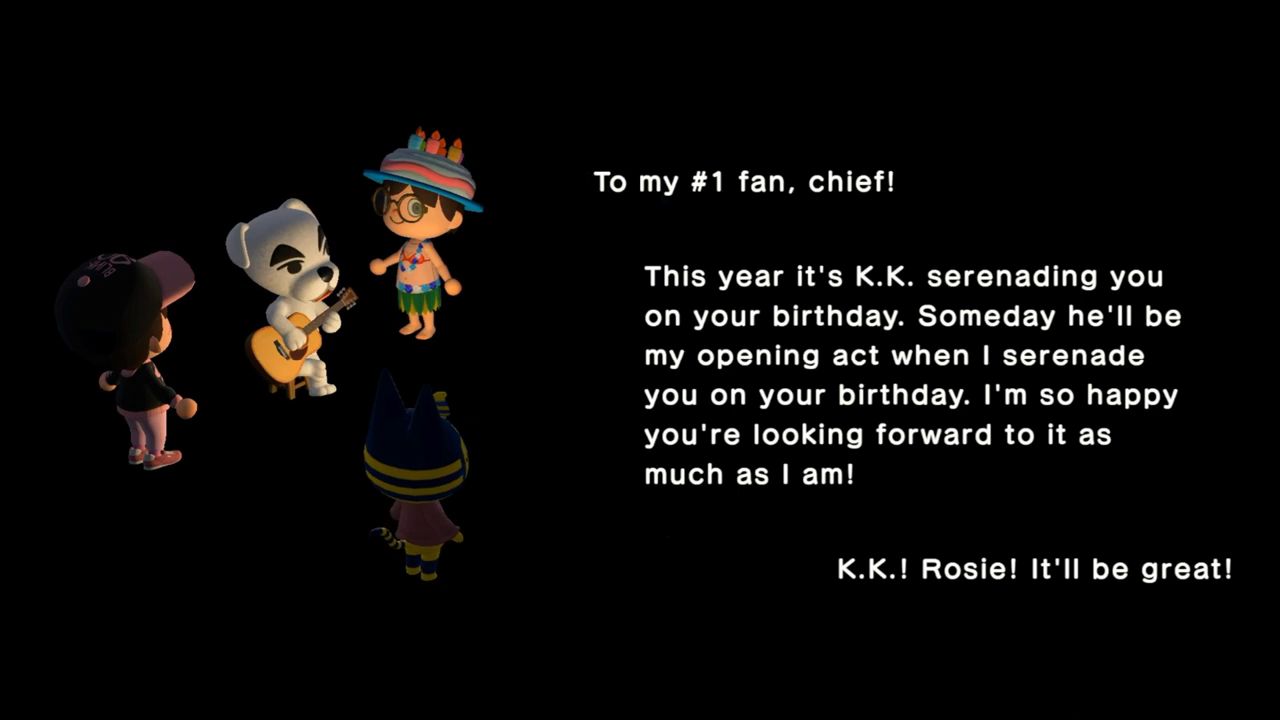 To my #1 fan, chief!
This year it's K.K. serenading you
on your birthday. Someday he'll be
my opening act when I serenade
you on your birthday. I'm so happy
you're looking forward to it as
much as I am!
K.K.! Rosie! It'll be great!